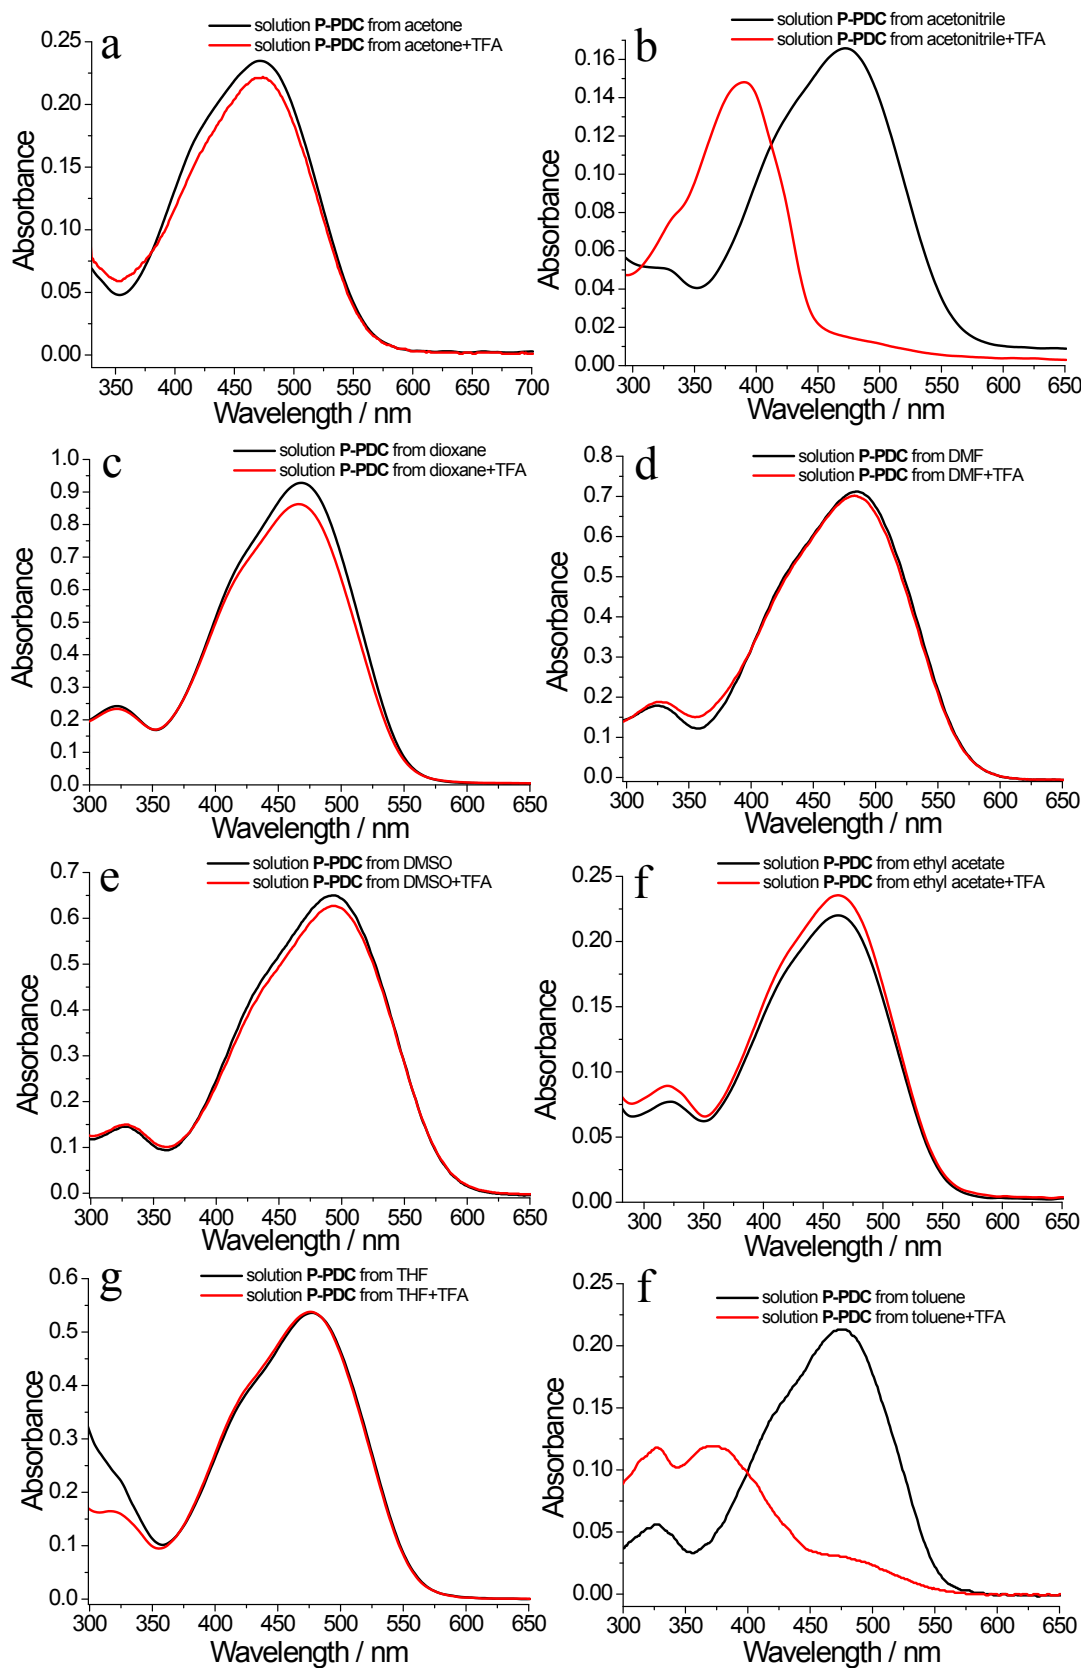 a
solution P-PDC from acetone
solution P-PDC from acetone+TFA
0.25
0.20
0.15
0.10
0.05
0.00
Absorbance
350 400 450 500 550 600 650 700
Wavelength / nm
b
solution P-PDC from acetonitrile
solution P-PDC from acetonitrile+TFA
0.16
0.14
0.12
0.10
0.08
0.06
0.04
0.02
0.00
Absorbance
300 350 400 450 500 550 600 650
Wavelength / nm
c
solution P-PDC from dioxane
solution P-PDC from dioxane+TFA
1.0
0.9
0.8
0.7
0.6
0.5
0.4
0.3
0.2
0.1
0.0
Absorbance
300 350 400 450 500 550 600 650
Wavelength / nm
d
solution P-PDC from DMF
solution P-PDC from DMF+TFA
0.8
0.7
0.6
0.5
0.4
0.3
0.2
0.1
0.0
Absorbance
300 350 400 450 500 550 600 650
Wavelength / nm
e
solution P-PDC from DMSO
solution P-PDC from DMSO+TFA
0.7
0.6
0.5
0.4
0.3
0.2
0.1
0.0
Absorbance
300 350 400 450 500 550 600 650
Wavelength / nm
f
solution P-PDC from ethyl acetate
solution P-PDC from ethyl acetate+TFA
0.25
0.20
0.15
0.10
0.05
0.00
Absorbance
300 350 400 450 500 550 600 650
Wavelength / nm
g
solution P-PDC from THF
solution P-PDC from THF+TFA
0.6
0.5
0.4
0.3
0.2
0.1
0.0
Absorbance
300 350 400 450 500 550 600 650
Wavelength / nm
f
solution P-PDC from toluene
solution P-PDC from toluene+TFA
0.25
0.20
0.15
0.10
0.05
0.00
Absorbance
300 350 400 450 500 550 600 650
Wavelength / nm